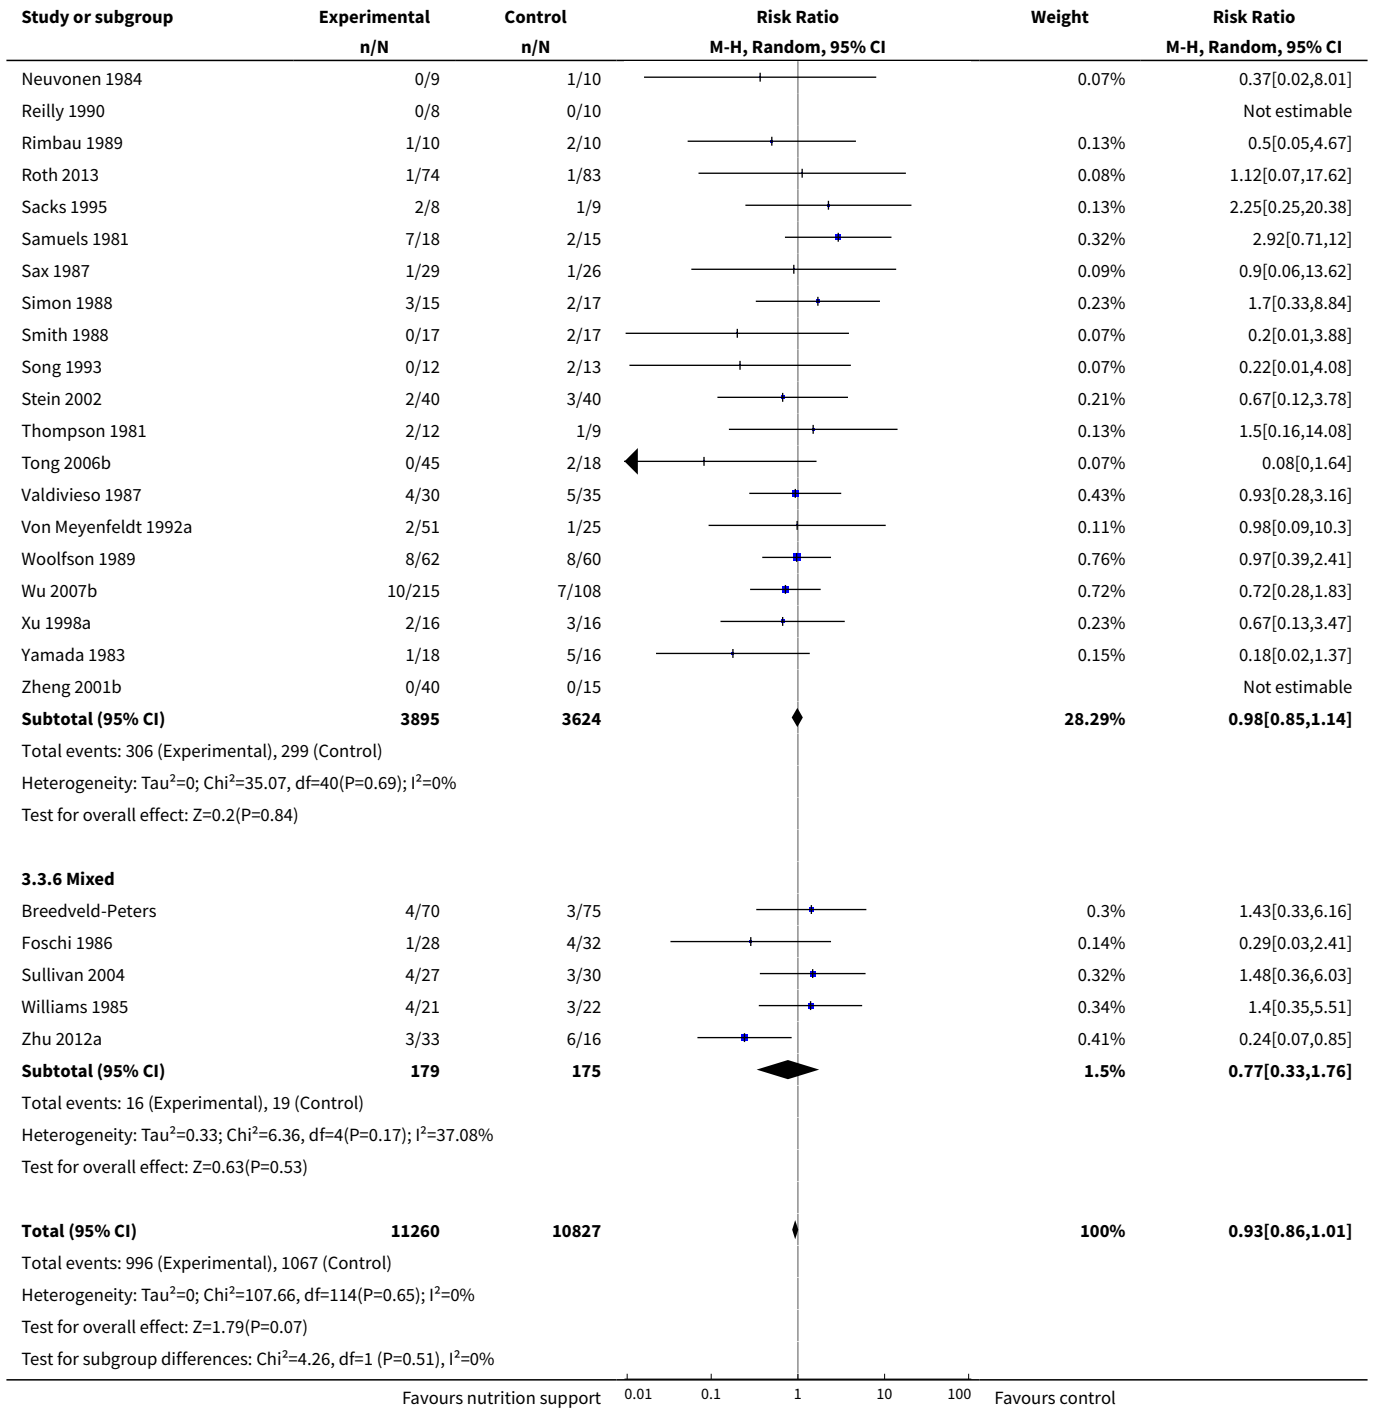 Study or subgroup Experimental Control Risk Ratio Weight Risk Ratio
n/N n/N M-H, Random, 95% CI M-H, Random, 95% CI
Neuvonen 1984 0/9 1/10 0.07% 0.37[0.02,8.01]
Reilly 1990 0/8 0/10 Not estimable
Rimbau 1989 1/10 2/10 0.13% 0.5[0.05,4.67]
Roth 2013 1/74 1/83 0.08% 1.12[0.07,17.62]
Sacks 1995 2/8 1/9 0.13% 2.25[0.25,20.38]
Samuels 1981 7/18 2/15 0.32% 2.92[0.71,12]
Sax 1987 1/29 1/26 0.09% 0.9[0.06,13.62]
Simon 1988 3/15 2/17 0.23% 1.7[0.33,8.84]
Smith 1988 0/17 2/17 0.07% 0.2[0.01,3.88]
Song 1993 0/12 2/13 0.07% 0.22[0.01,4.08]
Stein 2002 2/40 3/40 0.21% 0.67[0.12,3.78]
Thompson 1981 2/12 1/9 0.13% 1.5[0.16,14.08]
Tong 2006b 0/45 2/18 0.07% 0.08[0,1.64]
Valdivieso 1987 4/30 5/35 0.43% 0.93[0.28,3.16]
Von Meyenfeldt 1992a 2/51 1/25 0.11% 0.98[0.09,10.3]
Woolfson 1989 8/62 8/60 0.76% 0.97[0.39,2.41]
Wu 2007b 10/215 7/108 0.72% 0.72[0.28,1.83]
Xu 1998a 2/16 3/16 0.23% 0.67[0.13,3.47]
Yamada 1983 1/18 5/16 0.15% 0.18[0.02,1.37]
Zheng 2001b 0/40 0/15 Not estimable
Subtotal (95% CI) 3895 3624 28.29% 0.98[0.85,1.14]
Total events: 306 (Experimental), 299 (Control)
Heterogeneity: Tau²=0; Chi²=35.07, df=40(P=0.69); I²=0%
Test for overall effect: Z=0.2(P=0.84)
3.3.6 Mixed
Breedveld-Peters 4/70 3/75 0.3% 1.43[0.33,6.16]
Foschi 1986 1/28 4/32 0.14% 0.29[0.03,2.41]
Sullivan 2004 4/27 3/30 0.32% 1.48[0.36,6.03]
Williams 1985 4/21 3/22 0.34% 1.4[0.35,5.51]
Zhu 2012a 3/33 6/16 0.41% 0.24[0.07,0.85]
Subtotal (95% CI) 179 175 1.5% 0.77[0.33,1.76]
Total events: 16 (Experimental), 19 (Control)
Heterogeneity: Tau²=0.33; Chi²=6.36, df=4(P=0.17); I²=37.08%
Test for overall effect: Z=0.63(P=0.53)
Total (95% CI) 11260 10827 100% 0.93[0.86,1.01]
Total events: 996 (Experimental), 1067 (Control)
Heterogeneity: Tau²=0; Chi²=107.66, df=114(P=0.65); I²=0%
Test for overall effect: Z=1.79(P=0.07)
Test for subgroup differences: Chi²=4.26, df=1 (P=0.51), I²=0%
Favours nutrition support 0.01 0.1 1 10 100 Favours control